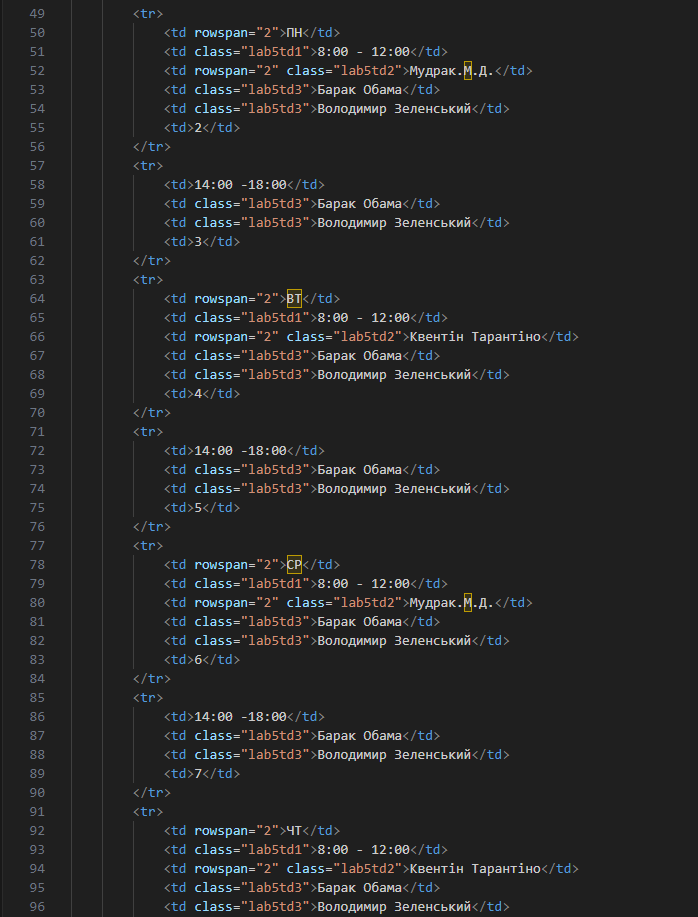 49 <tr>
50 <td rowspan="2">ПН</td>
51 <td class="lab5td1">8:00 - 12:00</td>
52 <td rowspan="2" class="lab5td2">Мудрак.М.Д.</td>
53 <td class="lab5td3">Барак Обама</td>
54 <td class="lab5td3">Володимир Зеленський</td>
55 <td>2</td>
56 </tr>
57 <tr>
58 <td>14:00 -18:00</td>
59 <td class="lab5td3">Барак Обама</td>
60 <td class="lab5td3">Володимир Зеленський</td>
61 <td>3</td>
62 </tr>
63 <tr>
64 <td rowspan="2">ВТ</td>
65 <td class="lab5td1">8:00 - 12:00</td>
66 <td rowspan="2" class="lab5td2">Квентін Тарантіно</td>
67 <td class="lab5td3">Барак Обама</td>
68 <td class="lab5td3">Володимир Зеленський</td>
69 <td>4</td>
70 </tr>
71 <tr>
72 <td>14:00 -18:00</td>
73 <td class="lab5td3">Барак Обама</td>
74 <td class="lab5td3">Володимир Зеленський</td>
75 <td>5</td>
76 </tr>
77 <tr>
78 <td rowspan="2">СР</td>
79 <td class="lab5td1">8:00 - 12:00</td>
80 <td rowspan="2" class="lab5td2">Мудрак.М.Д.</td>
81 <td class="lab5td3">Барак Обама</td>
82 <td class="lab5td3">Володимир Зеленський</td>
83 <td>6</td>
84 </tr>
85 <tr>
86 <td>14:00 -18:00</td>
87 <td class="lab5td3">Барак Обама</td>
88 <td class="lab5td3">Володимир Зеленський</td>
89 <td>7</td>
90 </tr>
91 <tr>
92 <td rowspan="2">ЧТ</td>
93 <td class="lab5td1">8:00 - 12:00</td>
94 <td rowspan="2" class="lab5td2">Квентін Тарантіно</td>
95 <td class="lab5td3">Барак Обама</td>
96 <td class="lab5td3">Володимир Зеленський</td>